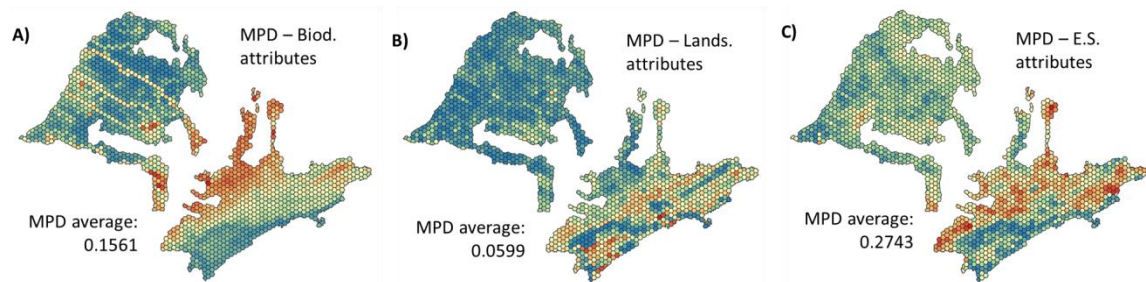 A)
MPD – Biod.
attributes
MPD average:
0.1561
B)
MPD – Lands.
attributes
MPD average:
0.0599
C)
MPD – E.S.
attributes
MPD average:
0.2743